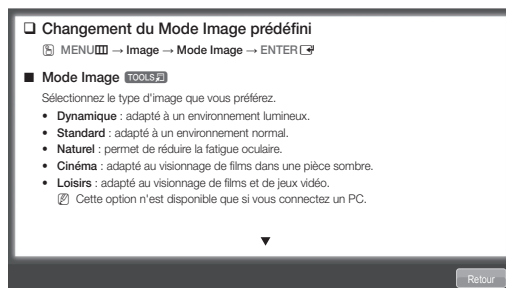 ❑ Changement du Mode Image prédéfini
MENU → Image → Mode Image → ENTER
■ Mode Image TOOLS
Sélectionnez le type d'image que vous préférez.
• Dynamique : adapté à un environnement lumineux.
• Standard : adapté à un environnement normal.
• Naturel : permet de réduire la fatigue oculaire.
• Cinéma : adapté au visionnage de films dans une pièce sombre.
• Loisirs : adapté au visionnage de films et de jeux vidéo.
Cette option n'est disponible que si vous connectez un PC.
▼
Retour